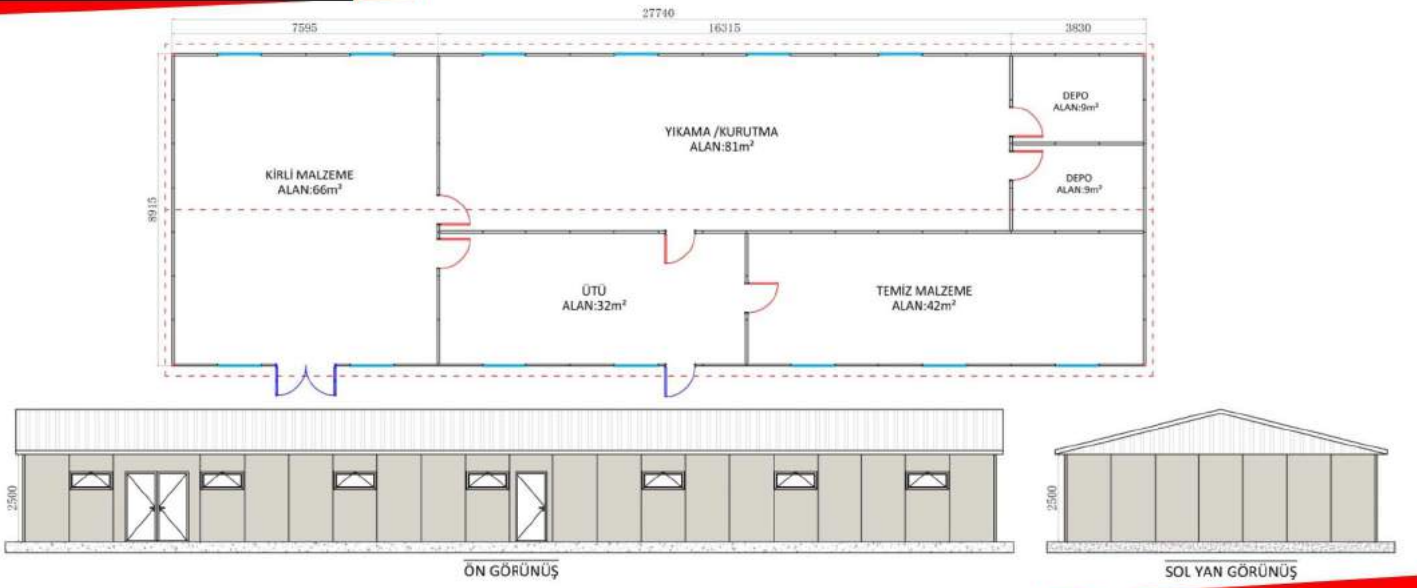 27740
7595
16315
3830
DEPO
ALAN:9m²
YIKAMA /KURUTMA
ALAN:81m²
KİRLİ MALZEME
ALAN:66m²
DEPO
ALAN:9m²
8915
ÜTÜ
ALAN:32m²
TEMİZ MALZEME
ALAN:42m²
2500
2500
ÖN GÖRÜNÜŞ
SOL YAN GÖRÜNÜŞ